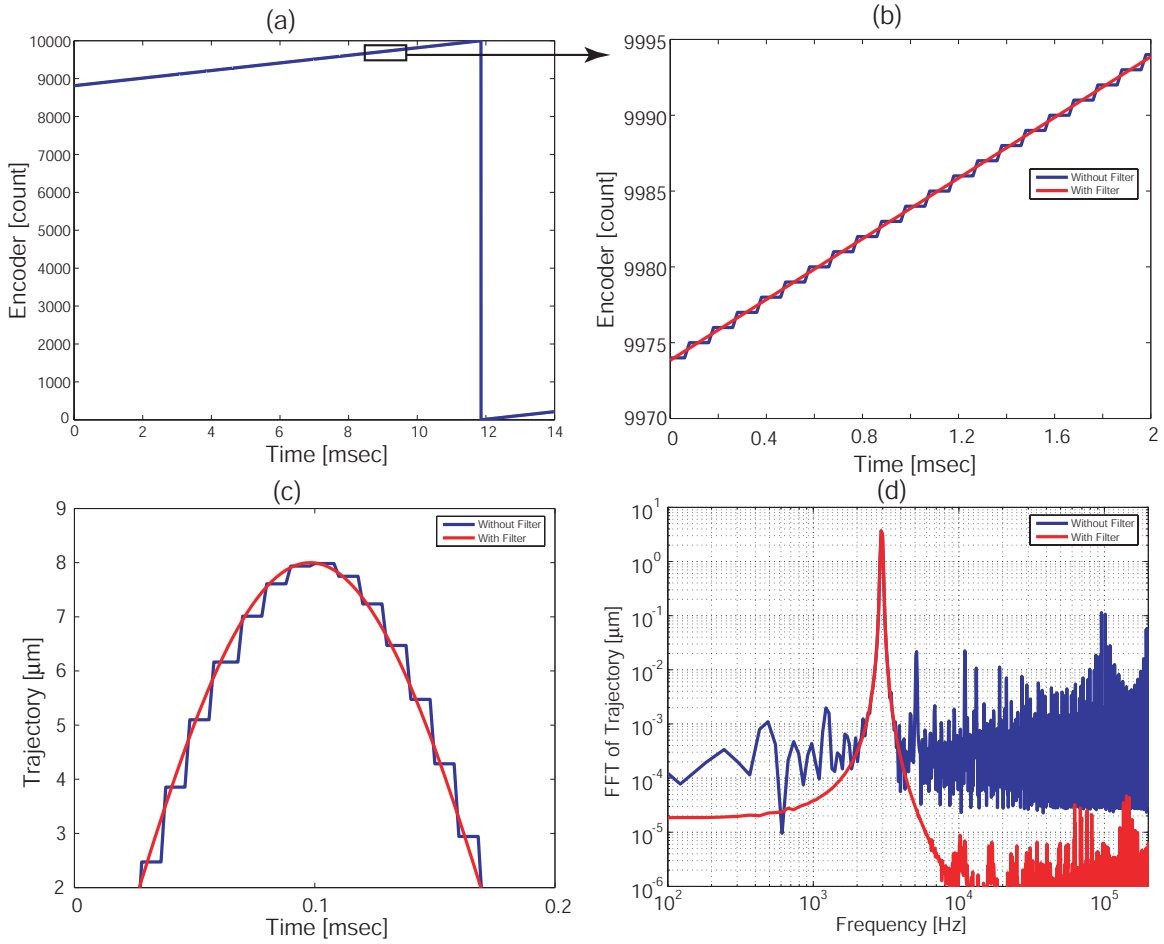 (a)
10000
9000
8000
7000
6000
5000
4000
3000
2000
1000
0
Encoder [count]
0 2 4 6 8 10 12 14
Time [msec]
(b)
9995
9990
9985
9980
9975
9970
Encoder [count]
Without Filter
With Filter
0 0.4 0.8 1.2 1.6 2
Time [msec]
(c)
9
8
7
6
5
4
3
2
Trajectory [μm]
Without Filter
With Filter
0 0.1 0.2
Time [msec]
(d)
10^1
10^0
10^-1
10^-2
10^-3
10^-4
10^-5
10^-6
FFT of Trajectory [μm]
Without Filter
With Filter
10^2 10^3 10^4 10^5
Frequency [Hz]